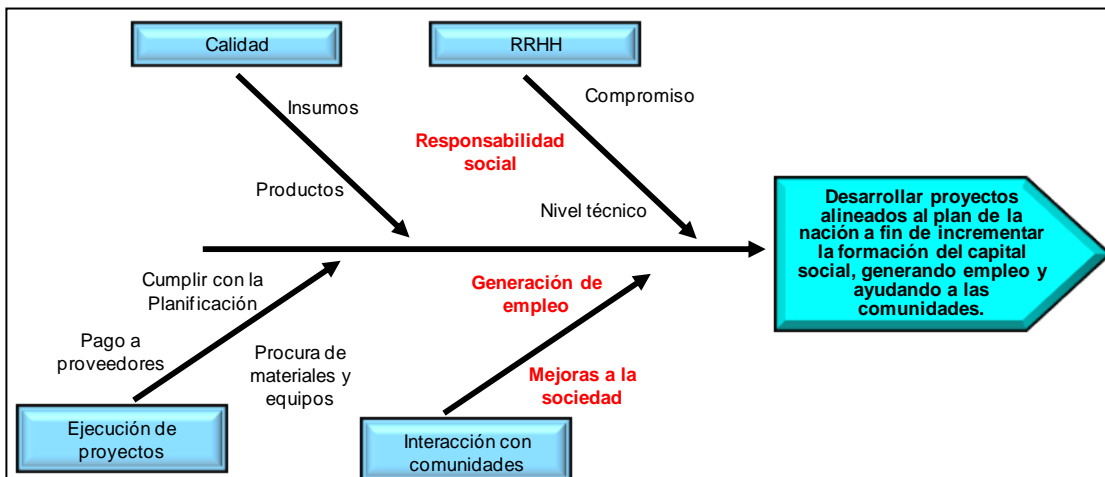 Calidad
RRHH
Insumos
Compromiso
Responsabilidad
social
Productos
Nivel técnico
Desarrollar proyectos
alineados al plan de la
nación a fin de incrementar
la formación del capital
social, generando empleo y
ayudando a las
comunidades.
Cumplir con la
Planificación
Generación de
empleo
Pago a
proveedores
Procura de
materiales y
equipos
Mejoras a la
sociedad
Ejecución de
proyectos
Interacción con
comunidades